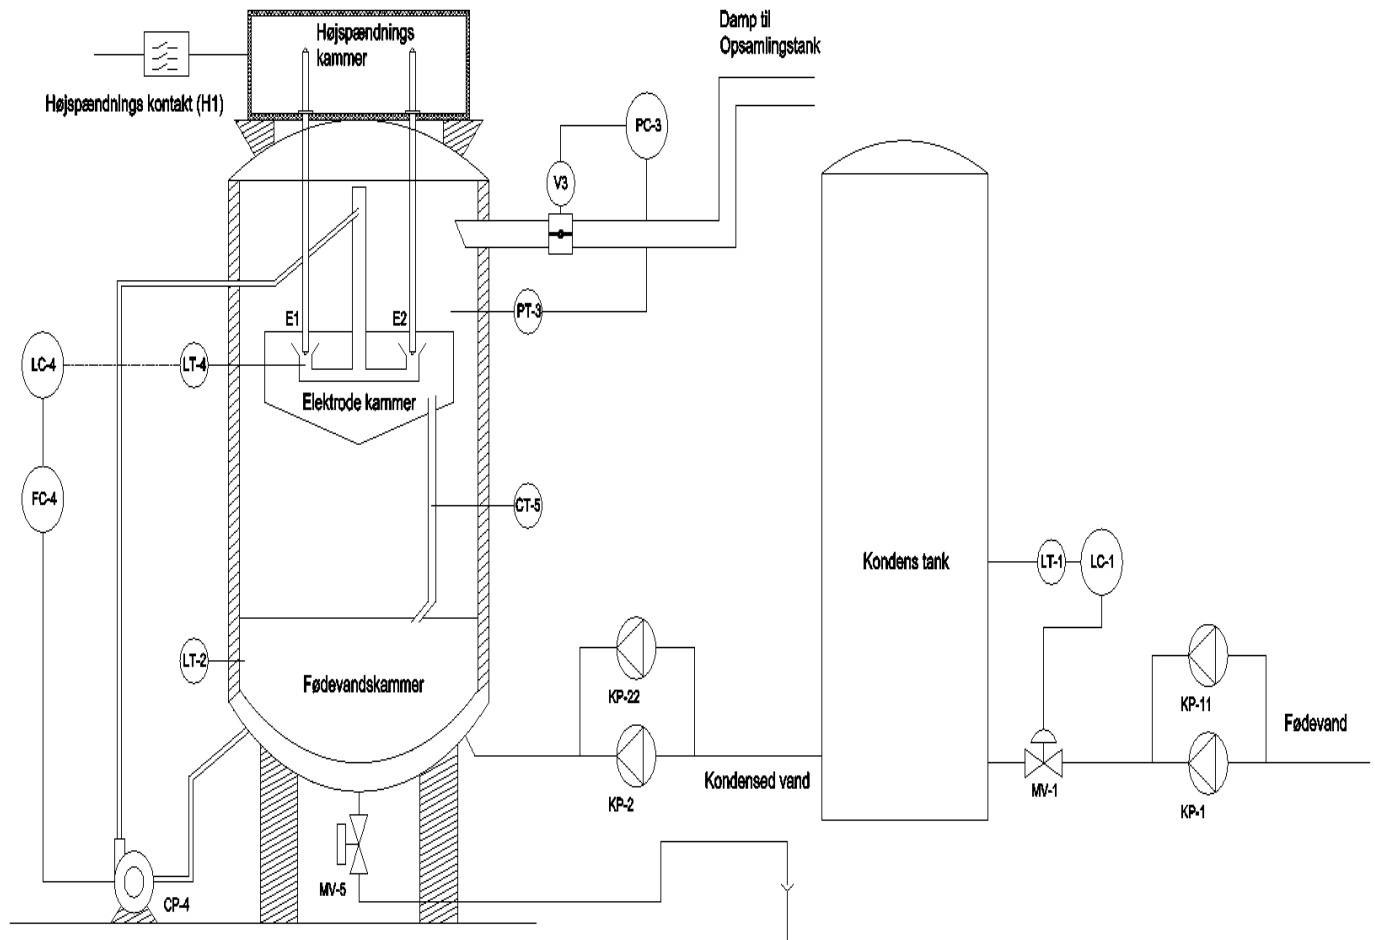 Højspændnings
kammer
Damp til
Opsamlingstank
Højspændnings kontakt (H1)
PC-3
V3
E1
E2
PT-3
LC-4
LT-4
Elektrode kammer
FC-4
CT-5
Kondens tank
LT-1
LC-1
LT-2
Fødevandskammer
KP-22
KP-11
Fødevand
Kondensed vand
KP-2
MV-1
KP-1
MV-5
CP-4